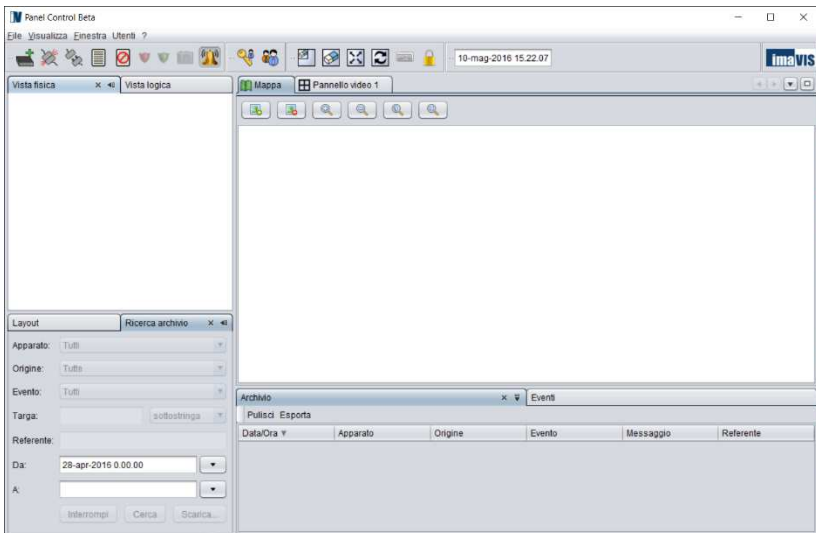 Panel Control Beta
File Visualizza Finestra Utenti ?
10-mag-2016 15.22.07
imaVIS
Vista fisica
Vista logica
Mappa
Pannello video 1
Layout
Ricerca archivio
Apparato: Tutti
Origine: Tutte
Evento: Tutti
Targa: sottostringa
Referente:
Da: 28-apr-2016 0.00.00
A:
Interrompi Cerca Scarica...
Archivio
Eventi
Pulisci Esporta
Data/Ora Apparato Origine Evento Messaggio Referente